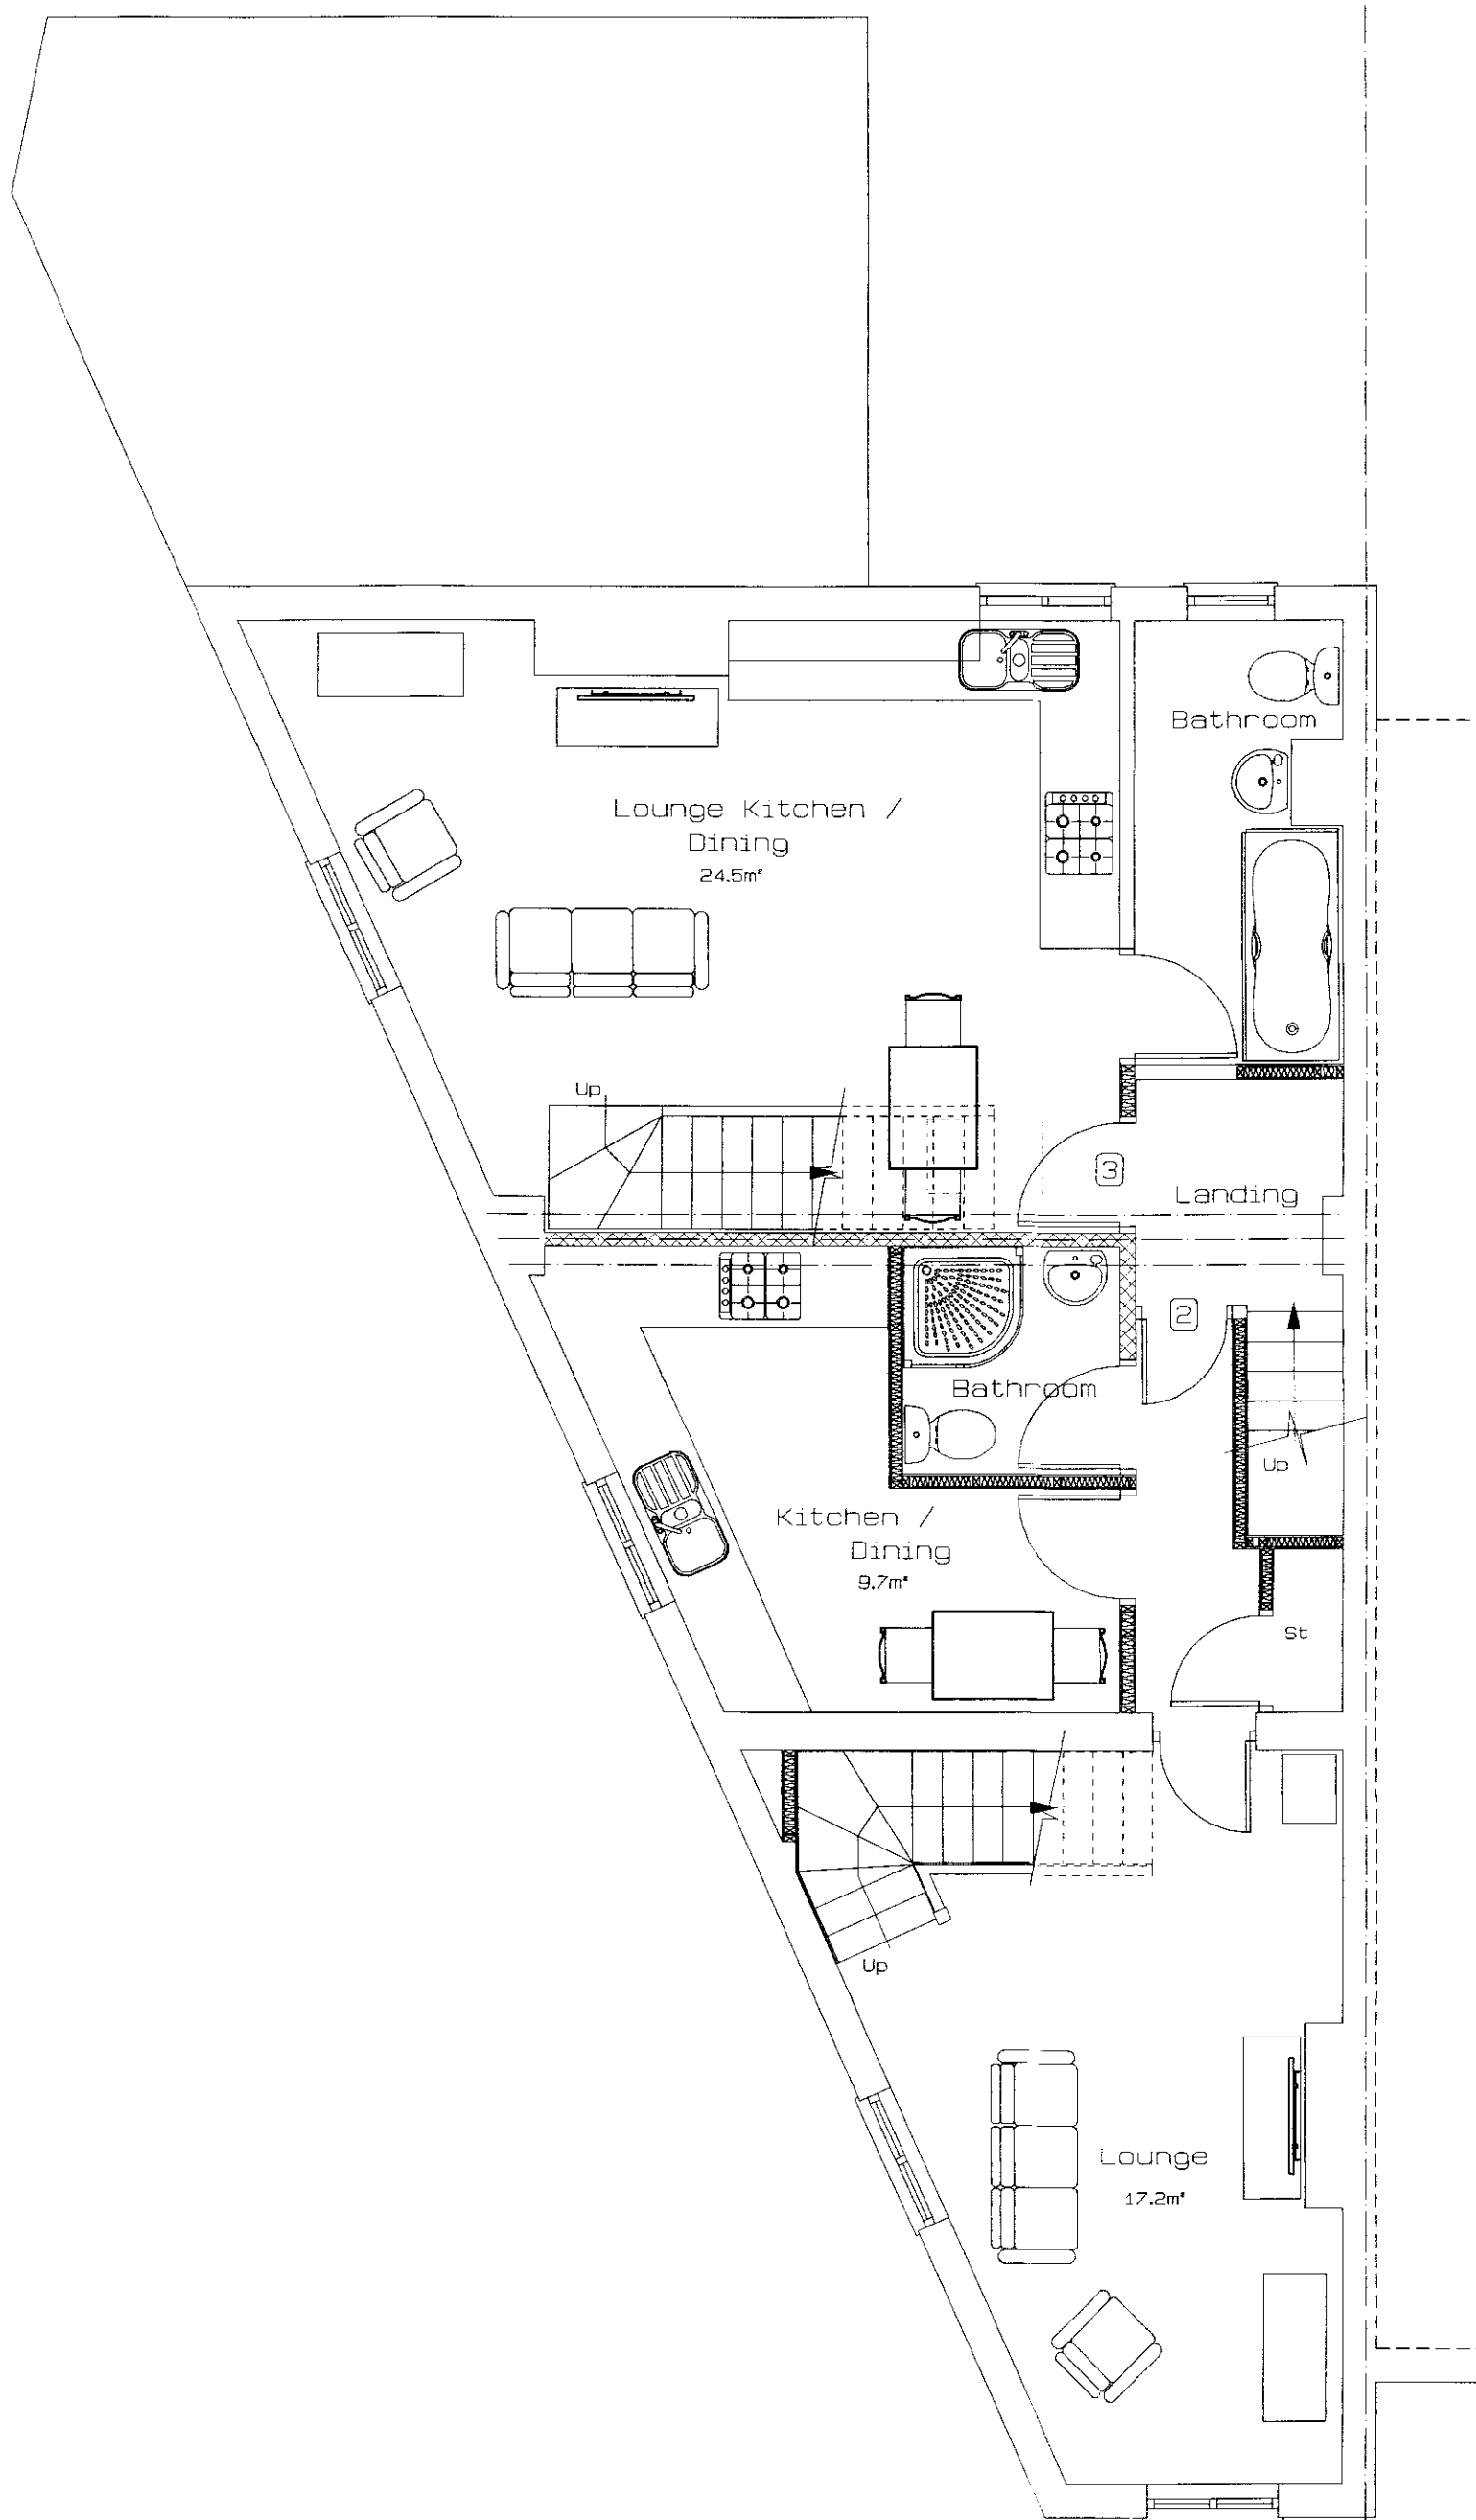 Bathroom
Lounge Kitchen /
Dining
24.5m²
Up
3
Landing
2
Bathroom
Up
Kitchen /
Dining
9.7m²
St
Up
Lounge
17.2m²